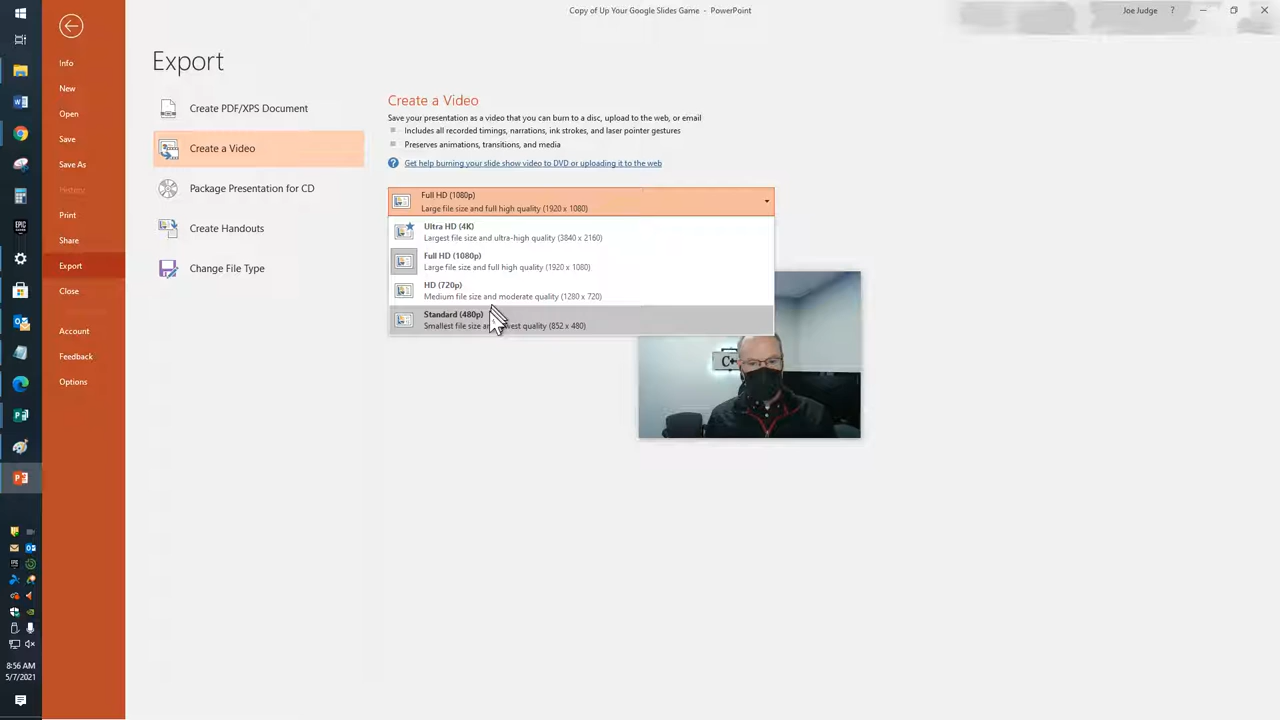 Copy of Up Your Google Slides Game - PowerPoint
Joe Judge
?
Info
New
Open
Save
Save As
History
Print
Share
Export
Close
Account
Feedback
Options
Export
Create PDF/XPS Document
Create a Video
Package Presentation for CD
Create Handouts
Change File Type
Create a Video
Save your presentation as a video that you can burn to a disc, upload to the web, or email
Includes all recorded timings, narrations, ink strokes, and laser pointer gestures
Preserves animations, transitions, and media
? Get help burning your slide show video to DVD or uploading it to the web
Full HD (1080p)
Large file size and full high quality (1920 x 1080)
Ultra HD (4K)
Largest file size and ultra-high quality (3840 x 2160)
Full HD (1080p)
Large file size and full high quality (1920 x 1080)
HD (720p)
Medium file size and moderate quality (1280 x 720)
Standard (480p)
Smallest file size quality (852 x 480)
C+
EPIC
8:56 AM
5/7/2021